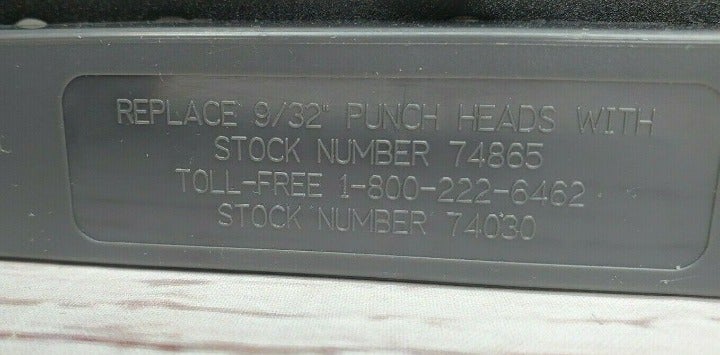 REPLACE 9/32" PUNCH HEADS WITH
STOCK NUMBER 74865
TOLL-FREE 1-800-222-6462
STOCK NUMBER 74030